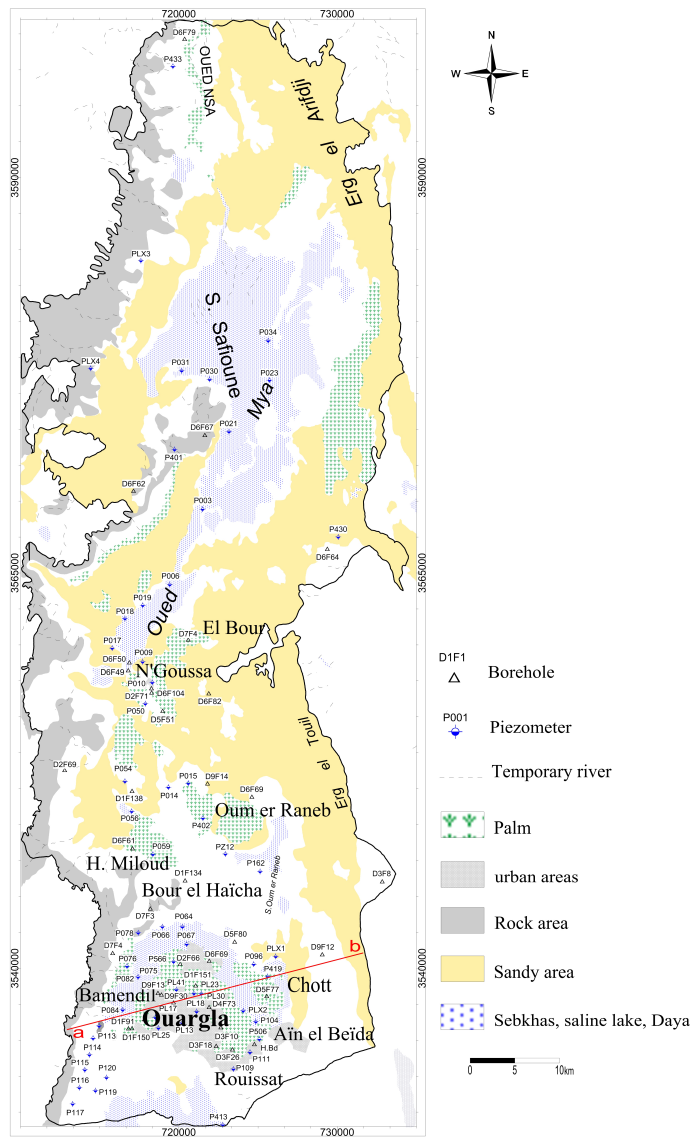 720000
730000
D6F79
P433
OUED NSA
Erg el Arifdji
N
W
E
S
3590000
3590000
PLX3
S. Safioune
P034
PLX4
P031
P030
P023
Mya
D6F67
P021
P401
D6F62
P003
P430
D6F64
3565000
3565000
P006
P019
P018
Oued
D7F4
El Bour
P017
P009
D6F50
D6F49
N'Goussa
P010
D2F71
D6F104
D6F82
P050
D5F51
Erg el Touil
D2F69
P054
P015
D9F14
D1F138
P014
D6F69
P056
P402
Oum er Raneb
D6F61
P059
PZ12
H. Miloud
P162
S.Oum er Raneb
D1F134
D3F8
Bour el Haïcha
D7F3
P064
P078
P066
P067
D5F80
D7F4
PLX1
D9F12
b
P076
P566
D2F66
D6F69
P096
P082
P075
D1F151
P419
Chott
D9F13
PL41
PL23
Bamendil
D9F30
PL30
D5F77
PL17
PL18
D4F73
P084
PLX2
Ouargla
P104
a
D1F91
PL13
P113
D1F150
PL25
D3F10
P506
Aïn el Beïda
P114
D3F18
D3F26
H.Bd
P111
P115
P109
P120
Rouissat
P116
P119
P117
P413
3540000
3540000
720000
730000
D1F1
Borehole
P001
Piezometer
Temporary river
Palm
urban areas
Rock area
Sandy area
Sebkhas, saline lake, Daya
0 5 10km